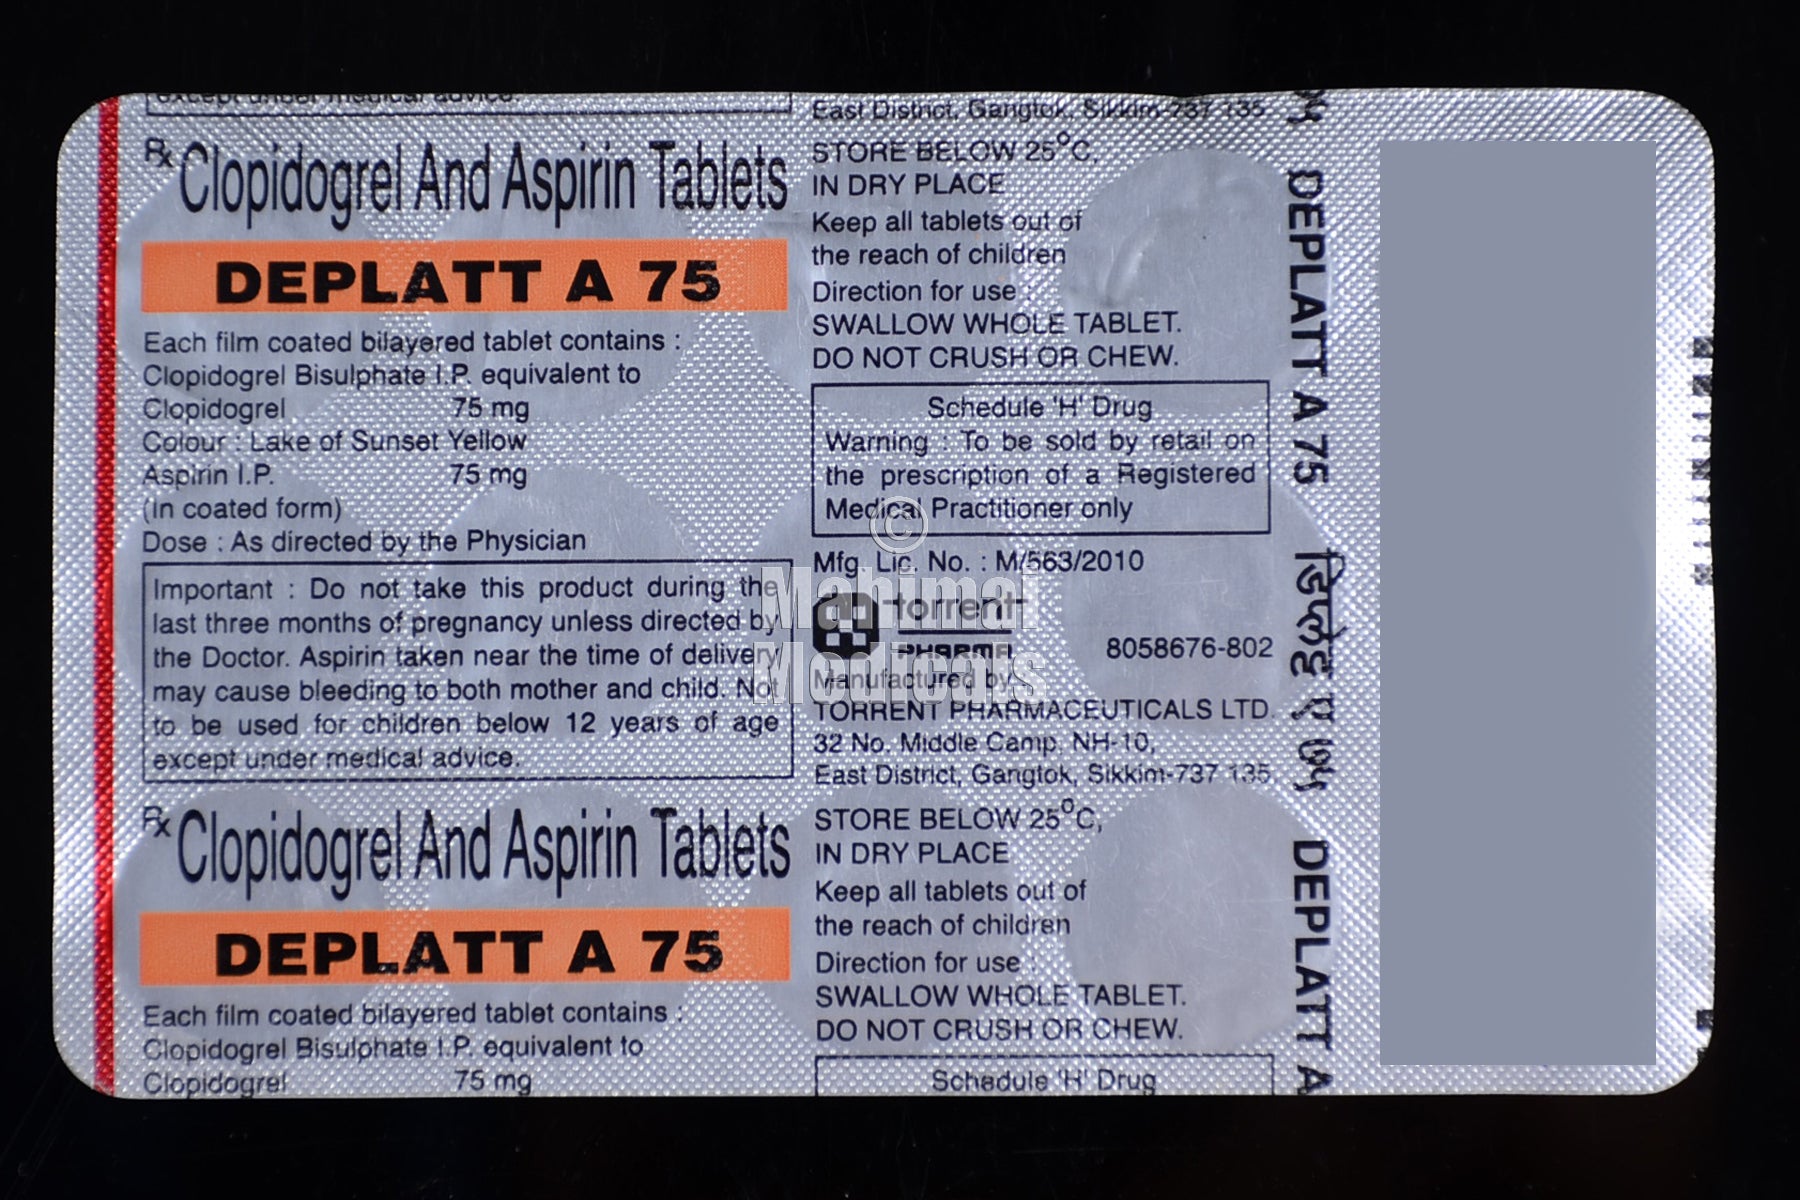 except under medical advice.
Rx Clopidogrel And Aspirin Tablets
DEPLATT A 75
Each film coated bilayered tablet contains :
Clopidogrel Bisulphate I.P. equivalent to
Clopidogrel 75 mg
Colour : Lake of Sunset Yellow
Aspirin I.P. 75 mg
(in coated form)
Dose : As directed by the Physician
Important : Do not take this product during the
last three months of pregnancy unless directed by
the Doctor. Aspirin taken near the time of delivery
may cause bleeding to both mother and child. Not
to be used for children below 12 years of age
except under medical advice.
Rx Clopidogrel And Aspirin Tablets
DEPLATT A 75
Each film coated bilayered tablet contains :
Clopidogrel Bisulphate I.P. equivalent to
Clopidogrel 75 mg
East District, Gangtok, Sikkim-737 135
STORE BELOW 25°C,
IN DRY PLACE
Keep all tablets out of
the reach of children
Direction for use :
SWALLOW WHOLE TABLET.
DO NOT CRUSH OR CHEW.
Schedule 'H' Drug
Warning : To be sold by retail on
the prescription of a Registered
Medical Practitioner only
Mfg. Lic. No. : M/563/2010
torrent
PHARMA
8058676-802
Manufactured by
TORRENT PHARMACEUTICALS LTD.
32 No. Middle Camp, NH-10,
East District, Gangtok, Sikkim-737 135.
STORE BELOW 25°C,
IN DRY PLACE
Keep all tablets out of
the reach of children
Direction for use :
SWALLOW WHOLE TABLET.
DO NOT CRUSH OR CHEW.
Schedule 'H' Drug
DEPLATT A 75
डिप्लेट्ट ए ७५
DEPLATT A
©
Mahimai
Medicals